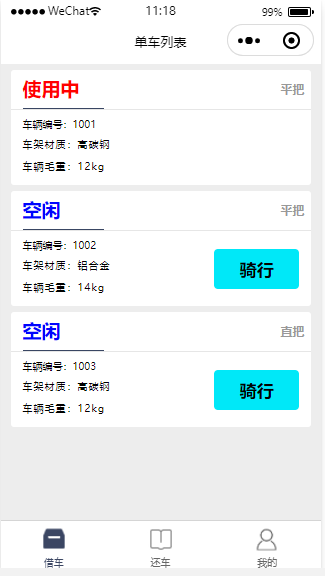 WeChat 11:18 99%
单车列表
使用中 平把
车辆编号：1001
车架材质：高碳钢
车辆毛重：12kg
空闲 平把
车辆编号：1002
车架材质：铝合金
车辆毛重：14kg
骑行
空闲 直把
车辆编号：1003
车架材质：高碳钢
车辆毛重：12kg
骑行
借车 还车 我的